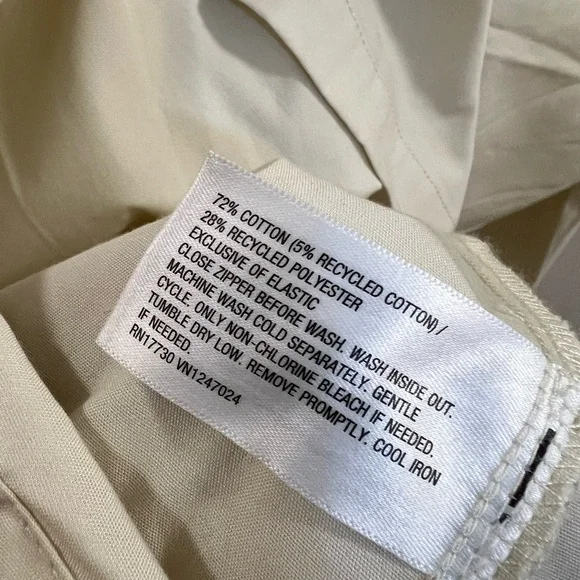 72% COTTON (5% RECYCLED COTTON) /
28% RECYCLED POLYESTER
EXCLUSIVE OF ELASTIC
CLOSE ZIPPER BEFORE WASH. WASH INSIDE OUT.
MACHINE WASH COLD SEPARATELY. GENTLE
CYCLE. ONLY NON-CHLORINE BLEACH IF NEEDED.
TUMBLE DRY LOW. REMOVE PROMPTLY. COOL IRON
IF NEEDED.
RN17730 VN1247024